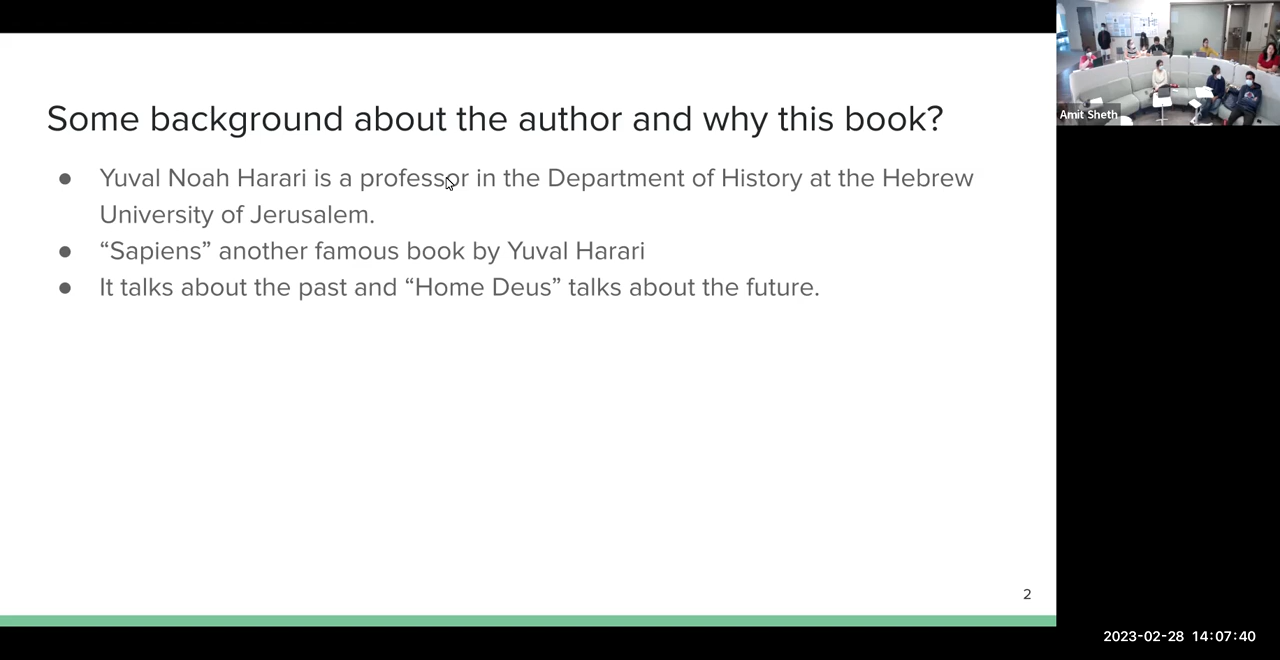 Some background about the author and why this book?
● Yuval Noah Harari is a professor in the Department of History at the Hebrew
University of Jerusalem.
● “Sapiens” another famous book by Yuval Harari
● It talks about the past and “Home Deus” talks about the future.
2
Amit Sheth
2023-02-28 14:07:40